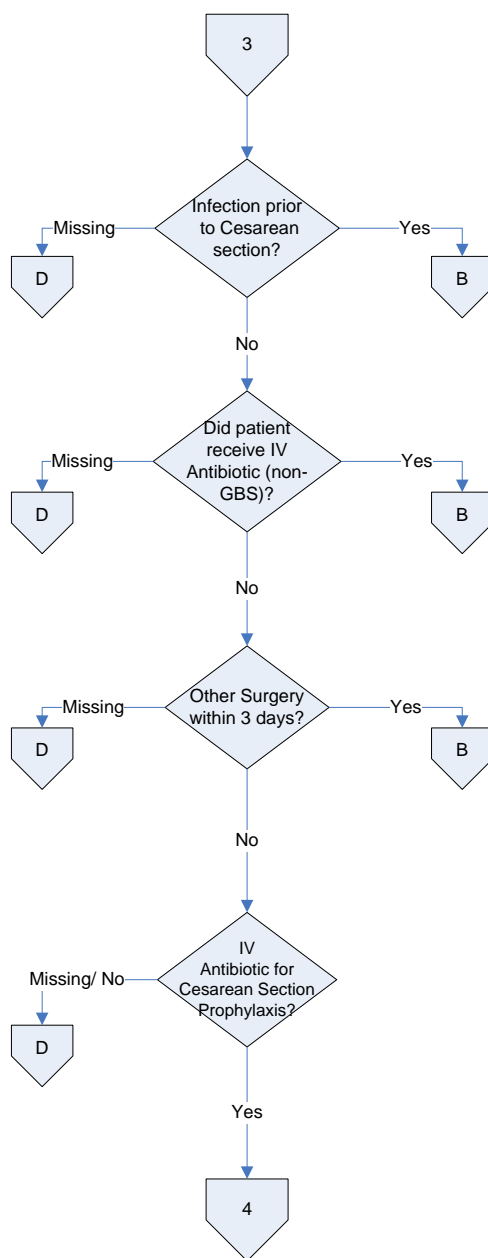 3
Infection prior
to Cesarean
section?
Missing
Yes
D
B
No
Did patient
receive IV
Antibiotic (non-
GBS)?
Missing
Yes
D
B
No
Other Surgery
within 3 days?
Missing
Yes
D
B
No
IV
Antibiotic for
Cesarean Section
Prophylaxis?
Missing/ No
D
Yes
4